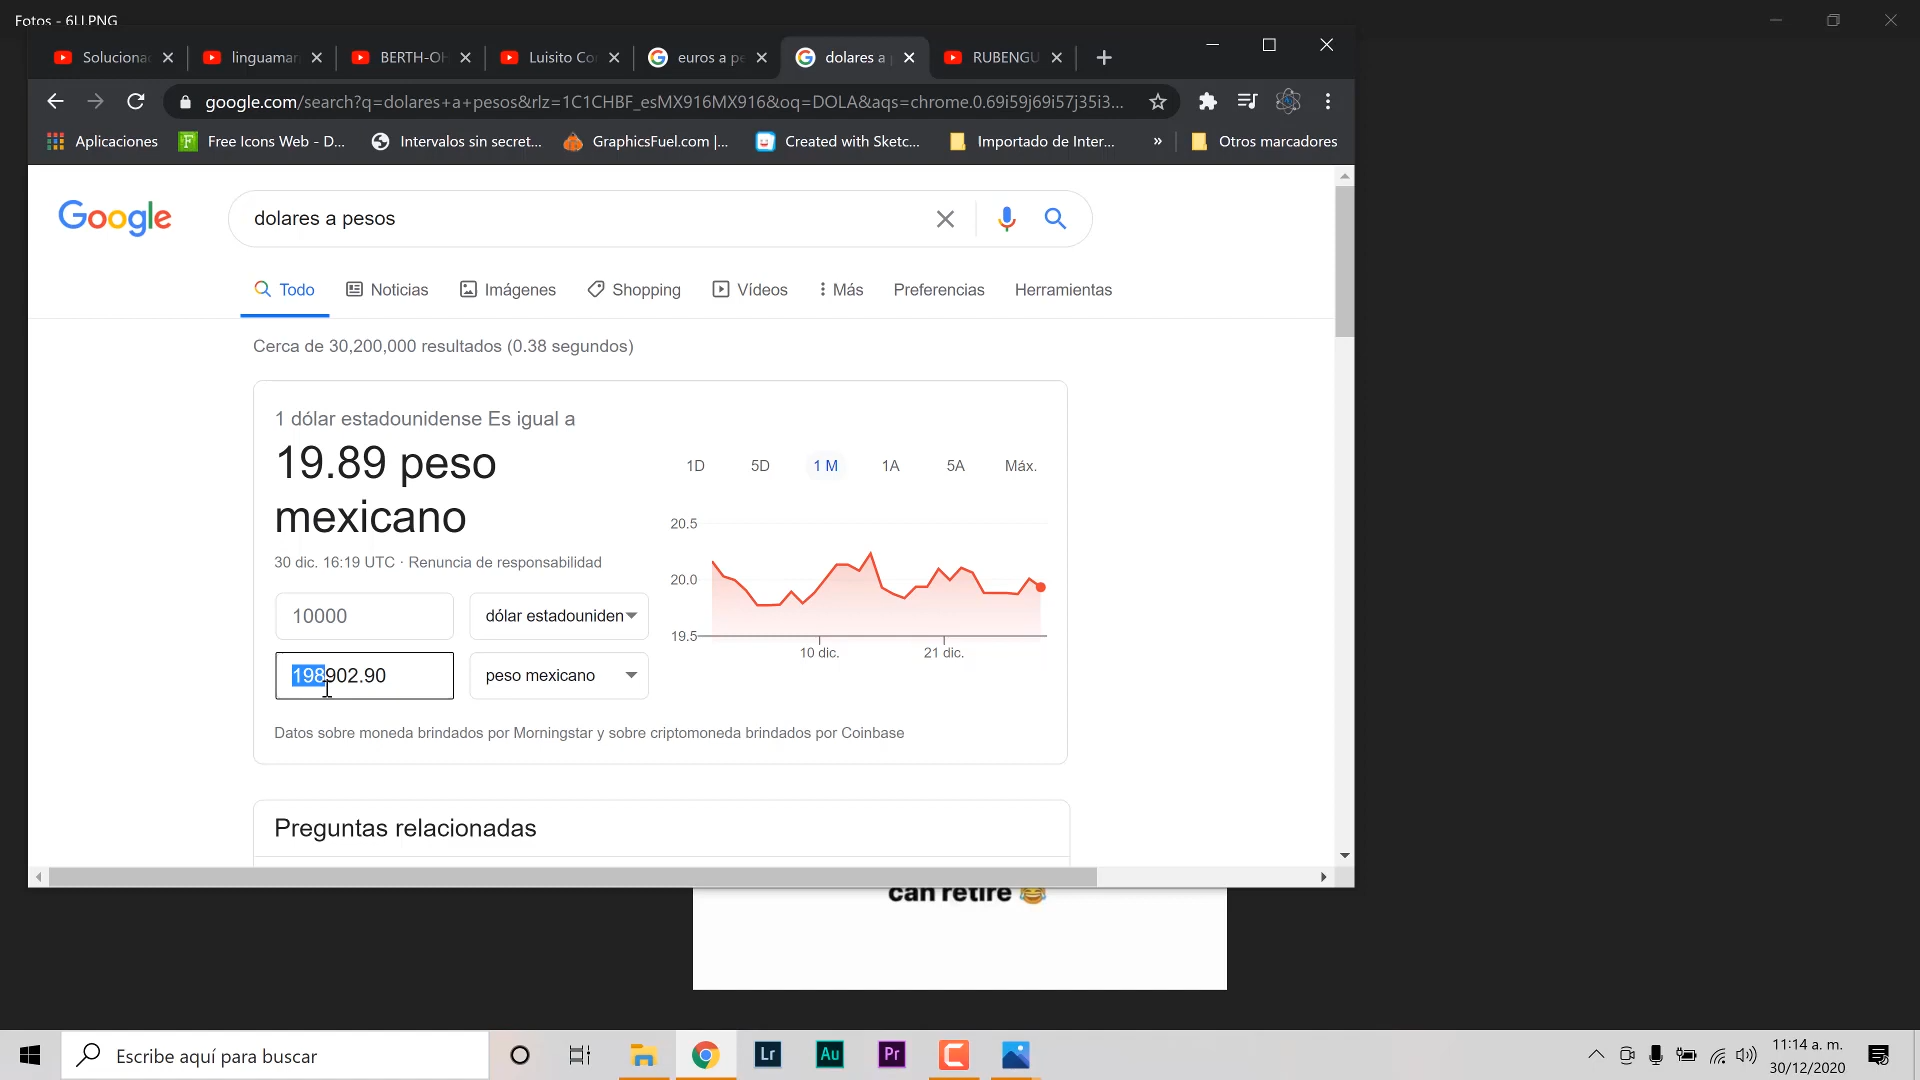 Fotos - 6LI.PNG
Soluciona
linguama
BERTH-OH
Luisito Co
euros a pe
dolares a
RUBENGU
google.com/search?q=dolares+a+pesos&rlz=1C1CHBF_esMX916MX916&oq=DOLA&aqs=chrome.0.69i59j69i57j35i3...
Aplicaciones
Free Icons Web - D...
Intervalos sin secret...
GraphicsFuel.com |...
Created with Sketc...
Importado de Inter...
»
Otros marcadores
Google
dolares a pesos
Todo
Noticias
Imágenes
Shopping
Vídeos
Más
Preferencias
Herramientas
Cerca de 30,200,000 resultados (0.38 segundos)
1 dólar estadounidense Es igual a
19.89 peso
mexicano
30 dic. 16:19 UTC · Renuncia de responsabilidad
10000
dólar estadouniden
198902.90
peso mexicano
1D
5D
1 M
1A
5A
Máx.
20.5
20.0
19.5
10 dic.
21 dic.
Datos sobre moneda brindados por Morningstar y sobre criptomoneda brindados por Coinbase
Preguntas relacionadas
can retire 😂
Escribe aquí para buscar
Lr
Au
Pr
11:14 a. m.
30/12/2020